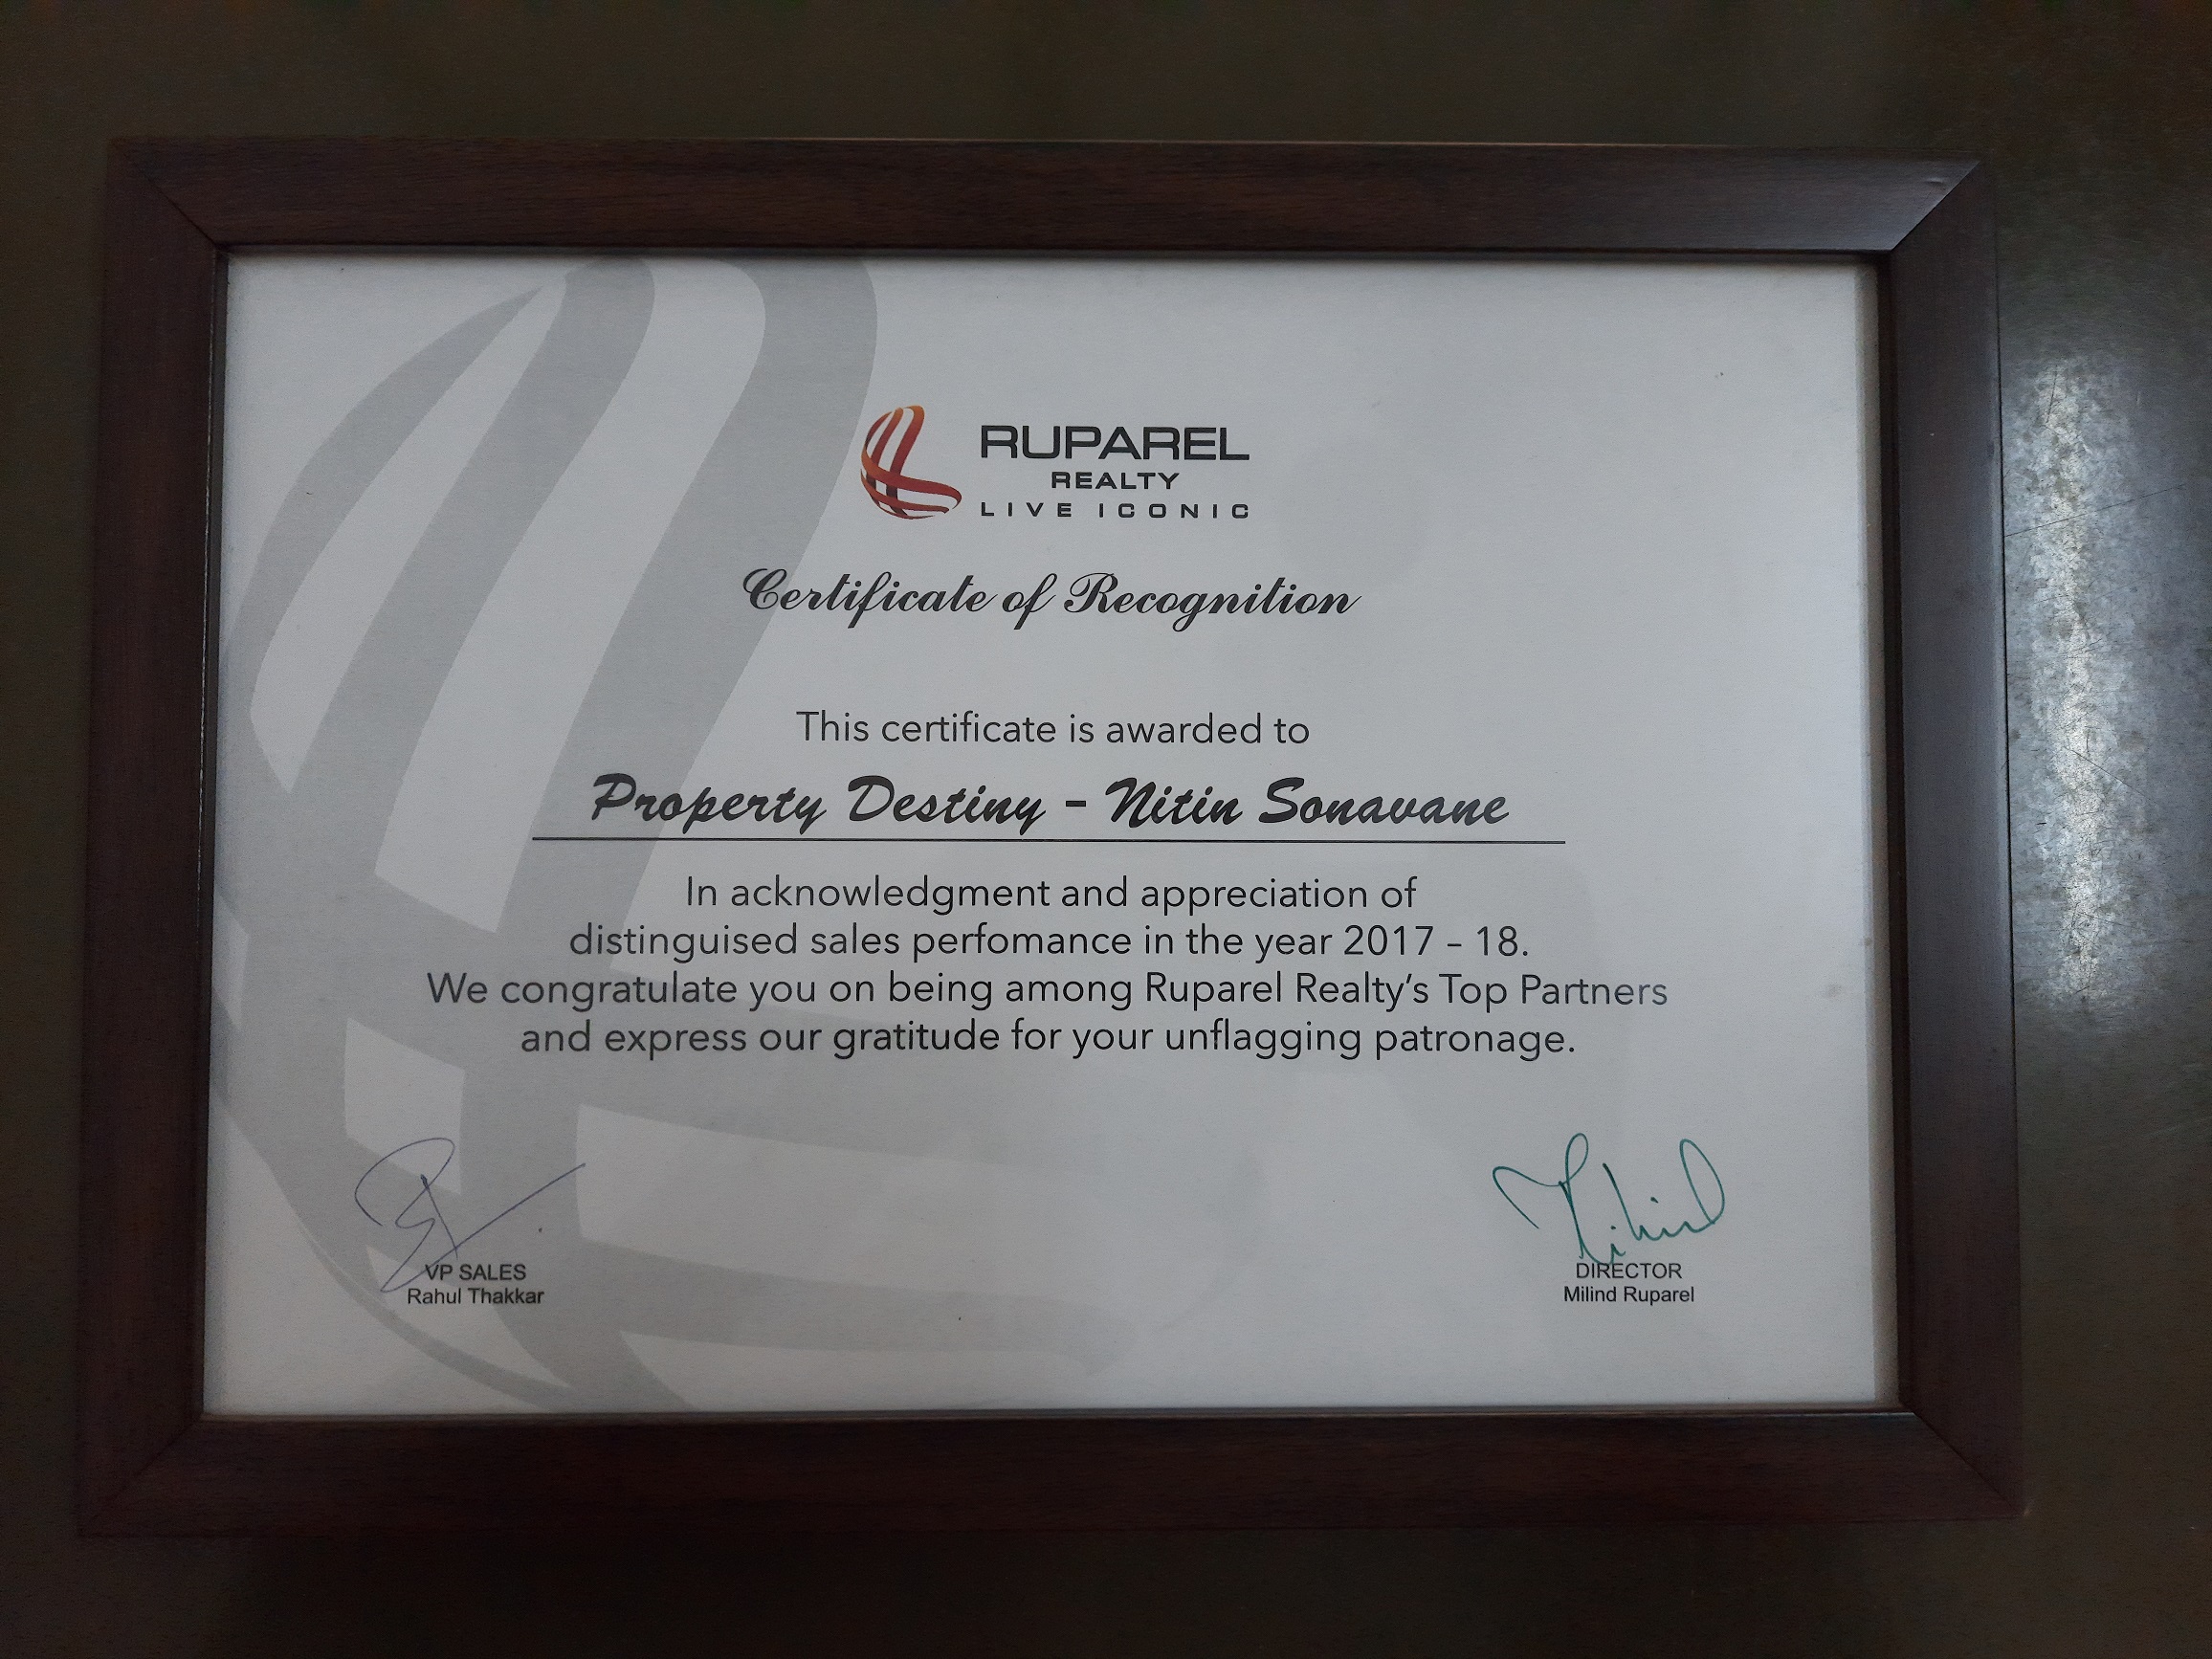 RUPAREL
REALTY
LIVE ICONIC
Certificate of Recognition
This certificate is awarded to
Property Destiny - Nitin Sonavane
In acknowledgment and appreciation of
distinguised sales perfomance in the year 2017 – 18.
We congratulate you on being among Ruparel Realty's Top Partners
and express our gratitude for your unflagging patronage.
Milind
VP SALES
Rahul Thakkar
DIRECTOR
Milind Ruparel